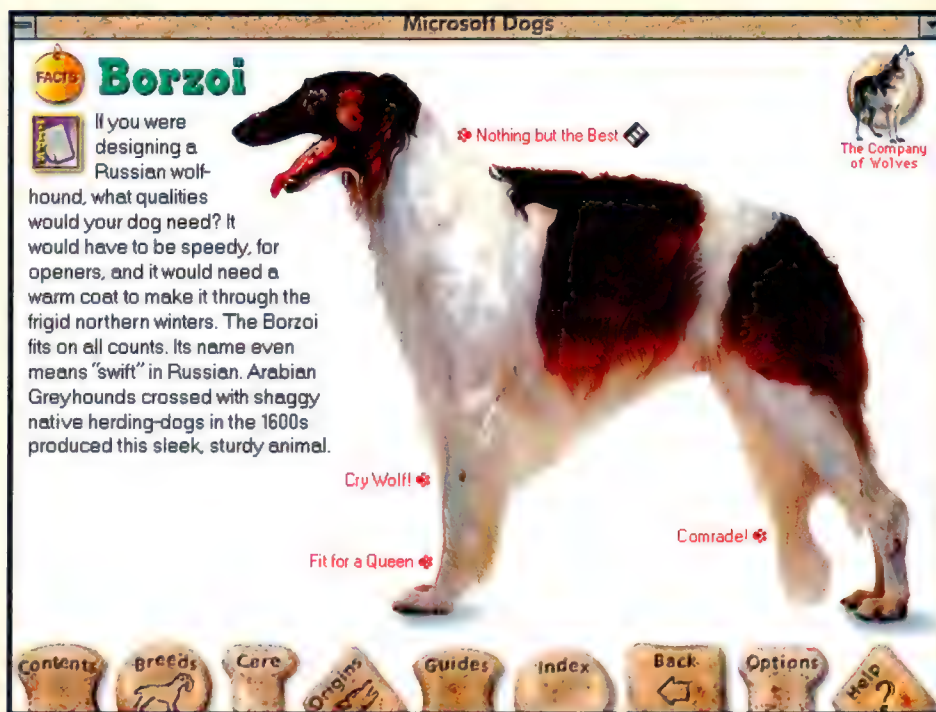 Microsoft Dogs
FACTS
Borzoi
TIPS
If you were
designing a
Russian wolf-
hound, what qualities
would your dog need? It
would have to be speedy, for
openers, and it would need a
warm coat to make it through the
frigid northern winters. The Borzoi
fits on all counts. Its name even
means "swift" in Russian. Arabian
Greyhounds crossed with shaggy
native herding-dogs in the 1600s
produced this sleek, sturdy animal.
Nothing but the Best
The Company
of Wolves
Cry Wolf!
Fit for a Queen
Comrade!
Contents
Breeds
Care
Origins
Guides
Index
Back
Options
Help
?